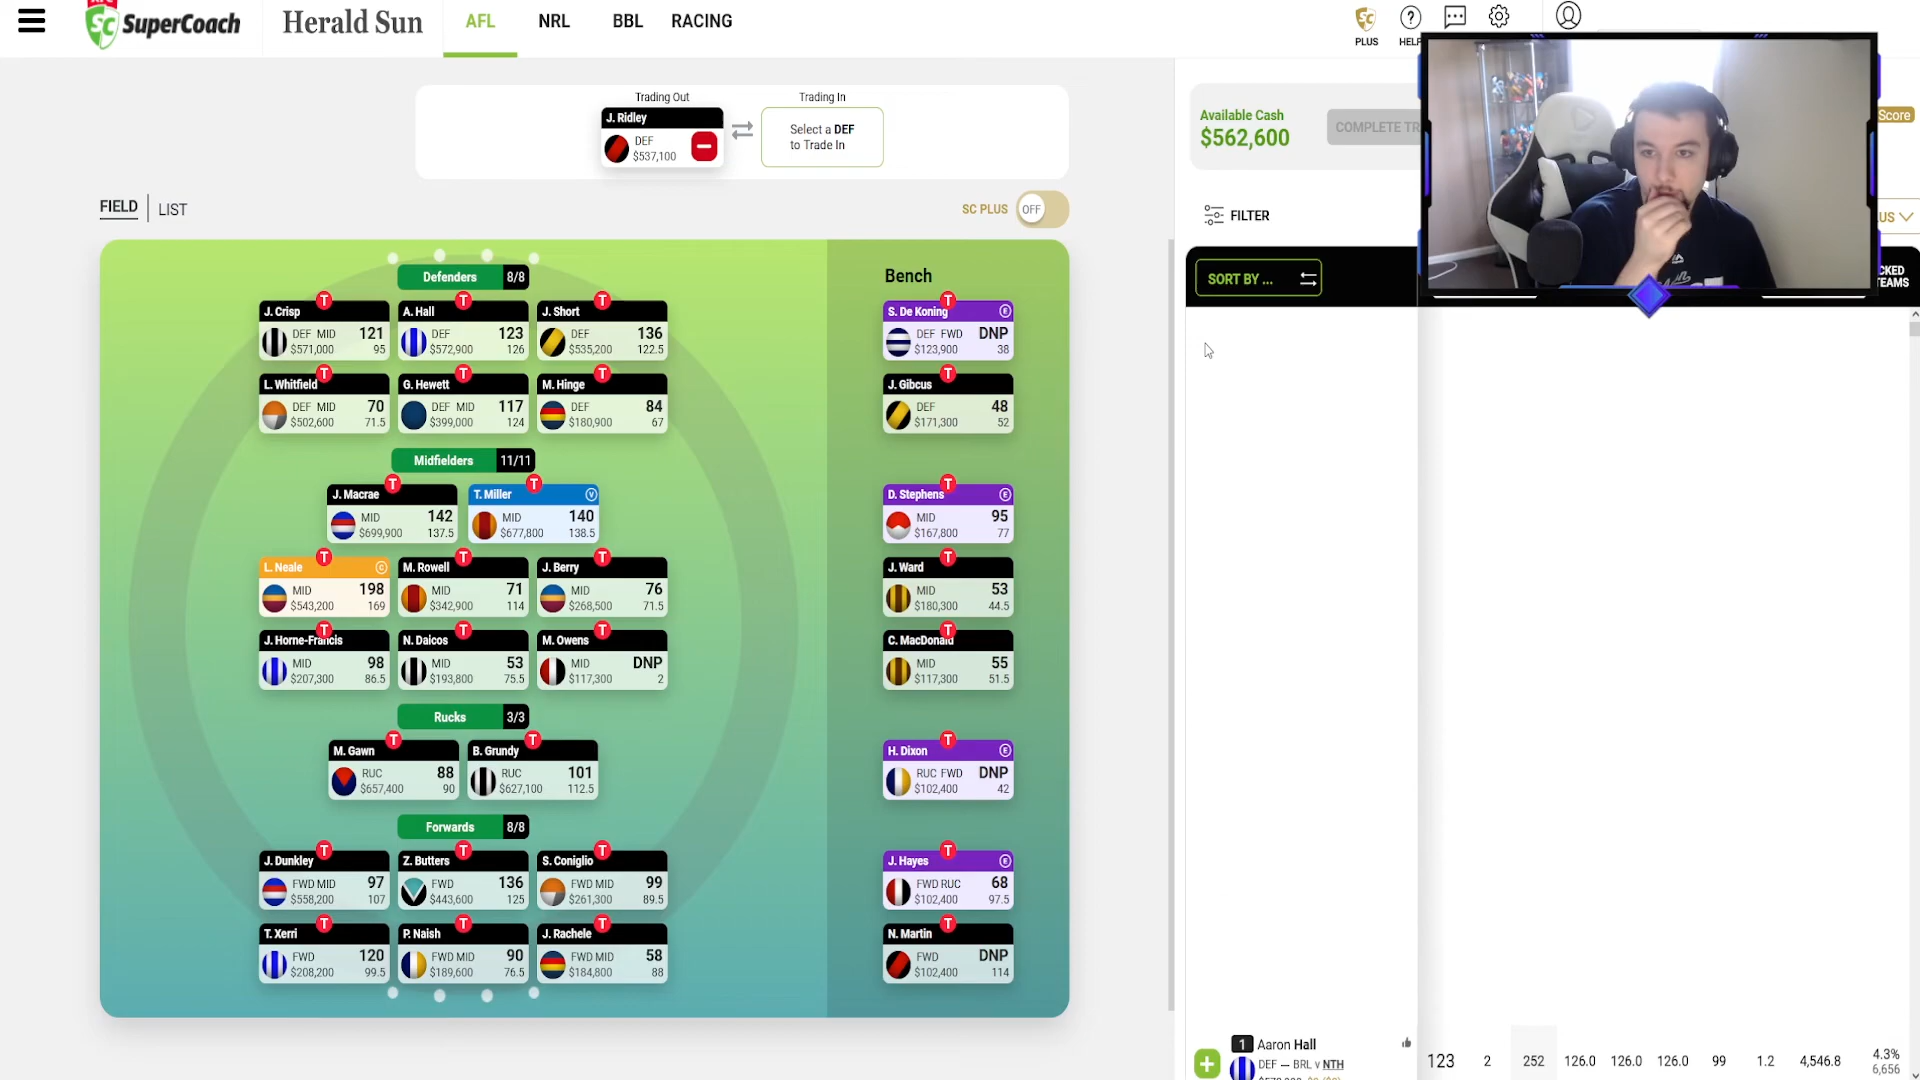 AFL
SC SUPERCOACH
Herald Sun
AFL
NRL
BBL
RACING
SC
PLUS
?
HELP
Trading Out
Trading In
J. Ridley
DEF
$537,100
Select a DEF
to Trade In
Available Cash
$562,600
COMPLETE TR
Score
FIELD
LIST
SC PLUS
OFF
FILTER
US
SORT BY ...
CKED
TEAMS
Defenders 8/8
Bench
T
J. Crisp
DEF MID 121
$571,000 95
T
A. Hall
DEF 123
$572,900 126
T
J. Short
DEF 136
$535,200 122.5
T
S. De Koning E
DEF FWD DNP
$123,900 38
T
L. Whitfield
DEF MID 70
$502,600 71.5
T
G. Hewett
DEF MID 117
$399,000 124
T
M. Hinge
DEF 84
$180,900 67
T
J. Gibcus
DEF 48
$171,300 52
Midfielders 11/11
T
J. Macrae
MID 142
$699,900 137.5
T
T. Miller V
MID 140
$677,800 138.5
T
D. Stephens E
MID 95
$167,800 77
T
L. Neale C
MID 198
$543,200 169
T
M. Rowell
MID 71
$342,900 114
T
J. Berry
MID 76
$268,500 71.5
T
J. Ward
MID 53
$180,300 44.5
T
J. Horne-Francis
MID 98
$207,300 86.5
T
N. Daicos
MID 53
$193,800 75.5
T
M. Owens
MID DNP
$117,300 2
T
C. MacDonald
MID 55
$117,300 51.5
Rucks 3/3
T
M. Gawn
RUC 88
$657,400 90
T
B. Grundy
RUC 101
$627,100 112.5
T
H. Dixon E
RUC FWD DNP
$102,400 42
Forwards 8/8
T
J. Dunkley
FWD MID 97
$558,200 107
T
Z. Butters
FWD 136
$443,600 125
T
S. Coniglio
FWD MID 99
$261,300 89.5
T
J. Hayes E
FWD RUC 68
$102,400 97.5
T
T. Xerri
FWD 120
$208,200 99.5
T
P. Naish
FWD MID 90
$189,600 76.5
T
J. Rachele
FWD MID 58
$184,800 88
T
N. Martin
FWD DNP
$102,400 114
1 Aaron Hall
DEF — BRL v NTH
123 2 252 126.0 126.0 126.0 99 1.2 4,546.8 4.3%
6,656